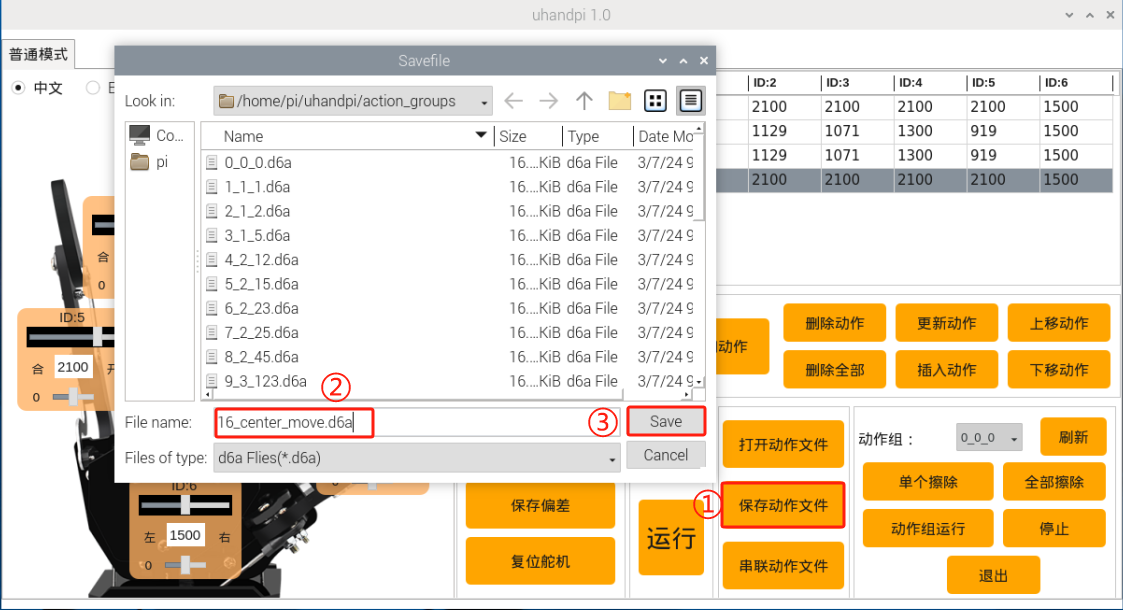 uhandpi 1.0
普通模式
中文
Savefile
Look in:
/home/pi/uhandpi/action_groups
Co...
pi
Name Size Type Date Mo
0_0_0.d6a 16....KiB d6a File 3/7/24 9
1_1_1.d6a 16....KiB d6a File 3/7/24 9
2_1_2.d6a 16....KiB d6a File 3/7/24 9
3_1_5.d6a 16....KiB d6a File 3/7/24 9
4_2_12.d6a 16....KiB d6a File 3/7/24 9
5_2_15.d6a 16....KiB d6a File 3/7/24 9
6_2_23.d6a 16....KiB d6a File 3/7/24 9
7_2_25.d6a 16....KiB d6a File 3/7/24 9
8_2_45.d6a 16....KiB d6a File 3/7/24 9
9_3_123.d6a 16....KiB d6a File 3/7/24 9
②
File name: 16_center_move.d6a
③
Save
Files of type: d6a Flies(*.d6a)
Cancel
ID:2 ID:3 ID:4 ID:5 ID:6
2100 2100 2100 2100 1500
1129 1071 1300 919 1500
1129 1071 1300 919 1500
2100 2100 2100 2100 1500
合
0
ID:5
合 2100
0
ID:6
左 1500 右
0
动作
删除动作 更新动作 上移动作
删除全部 插入动作 下移动作
保存偏差
复位舵机
运行
打开动作文件
①
保存动作文件
串联动作文件
动作组：
0_0_0
刷新
单个擦除 全部擦除
动作组运行 停止
退出